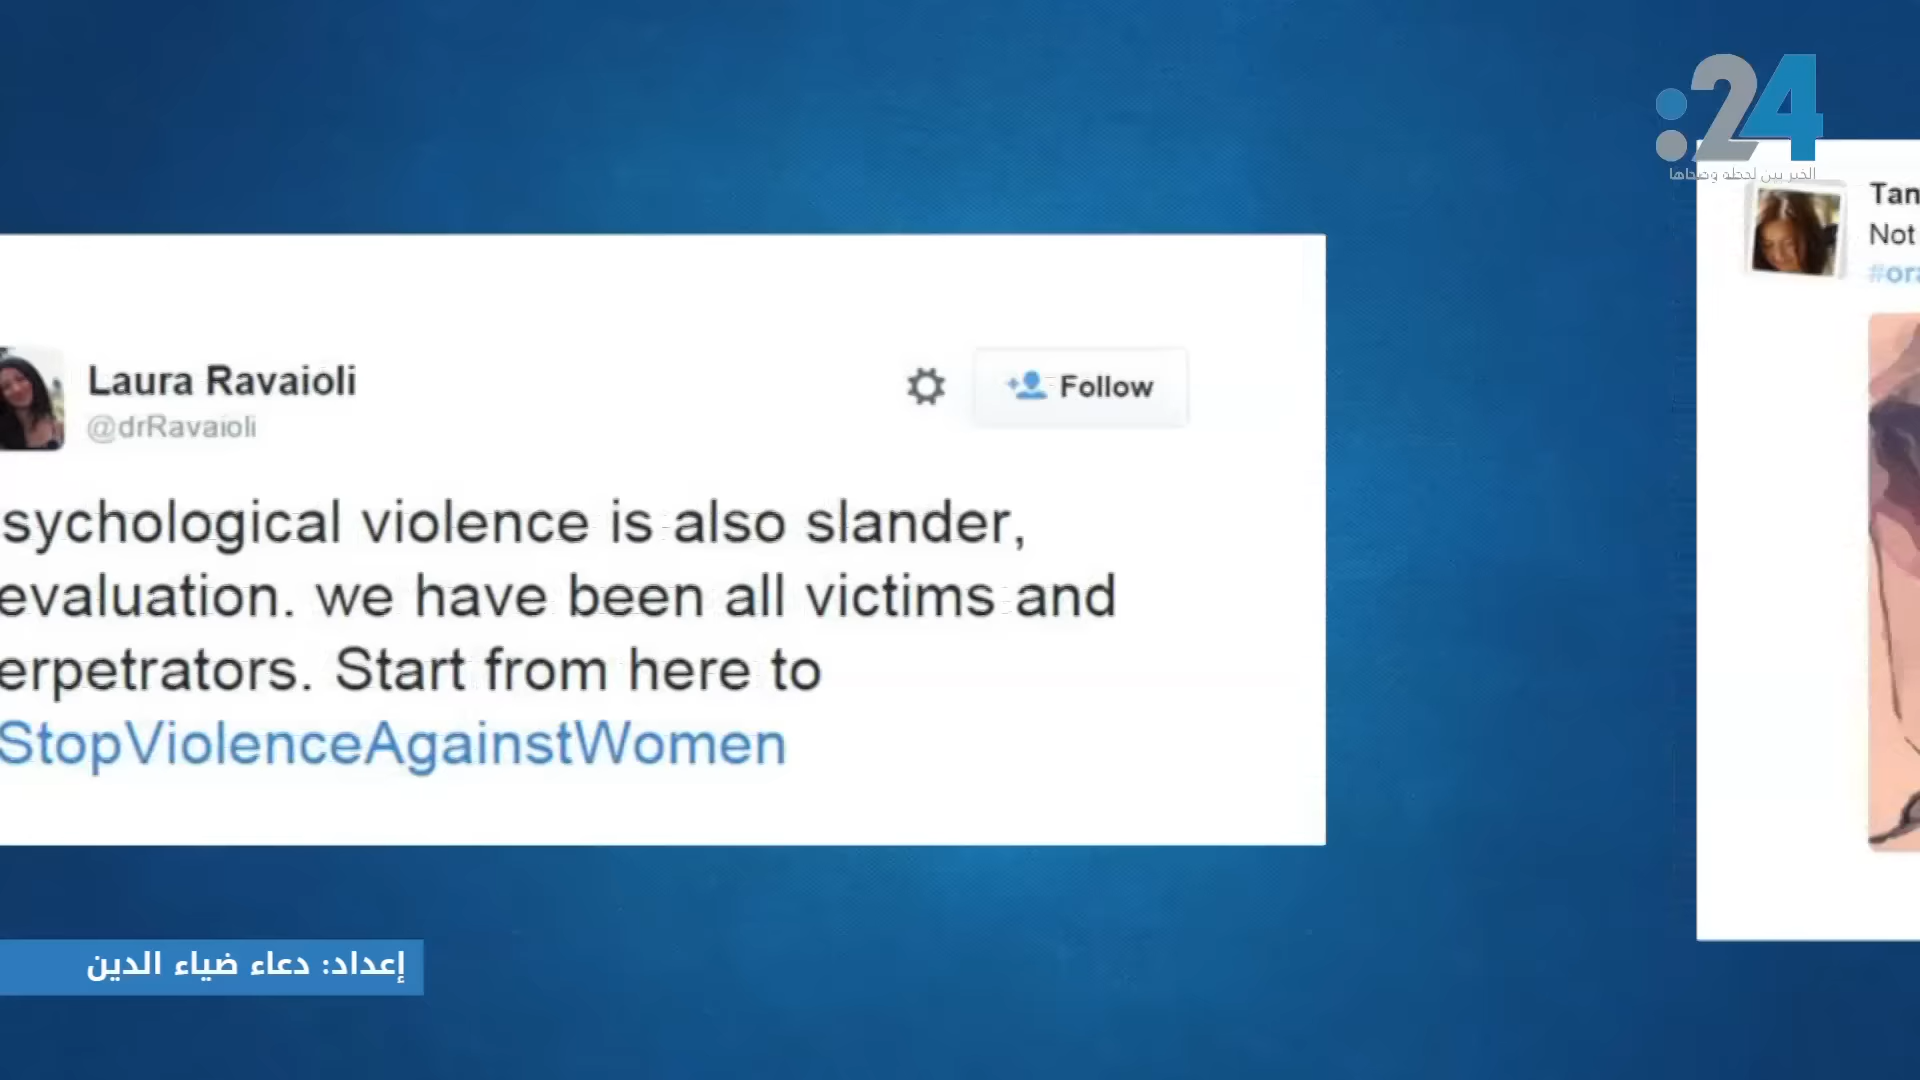 :24
الخبر بين لحظة وضحاها
Laura Ravaioli
@drRavaioli
Follow
sychological violence is also slander,
evaluation. we have been all victims and
erpetrators. Start from here to
StopViolenceAgainstWomen
Tan
Not
#ora
إعداد: دعاء ضياء الدين